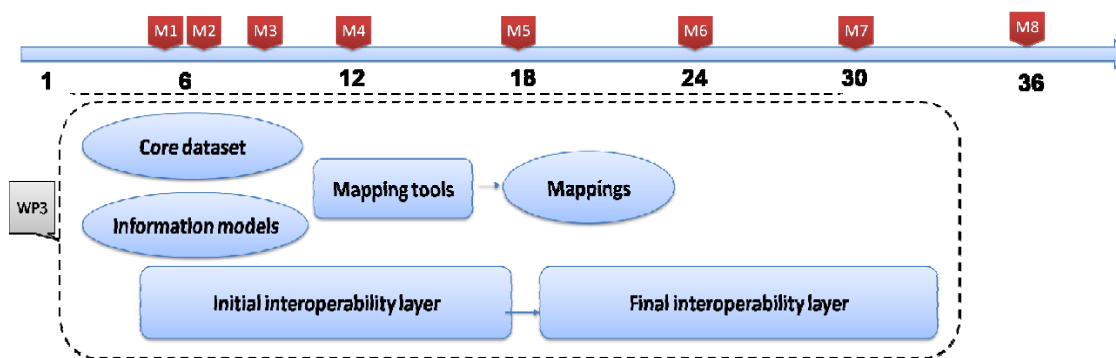 M1 M2 M3 M4 M5 M6 M7 M8
1 6 12 18 24 30 36
Core dataset
Mapping tools
Mappings
WP3
Information models
Initial interoperability layer
Final interoperability layer